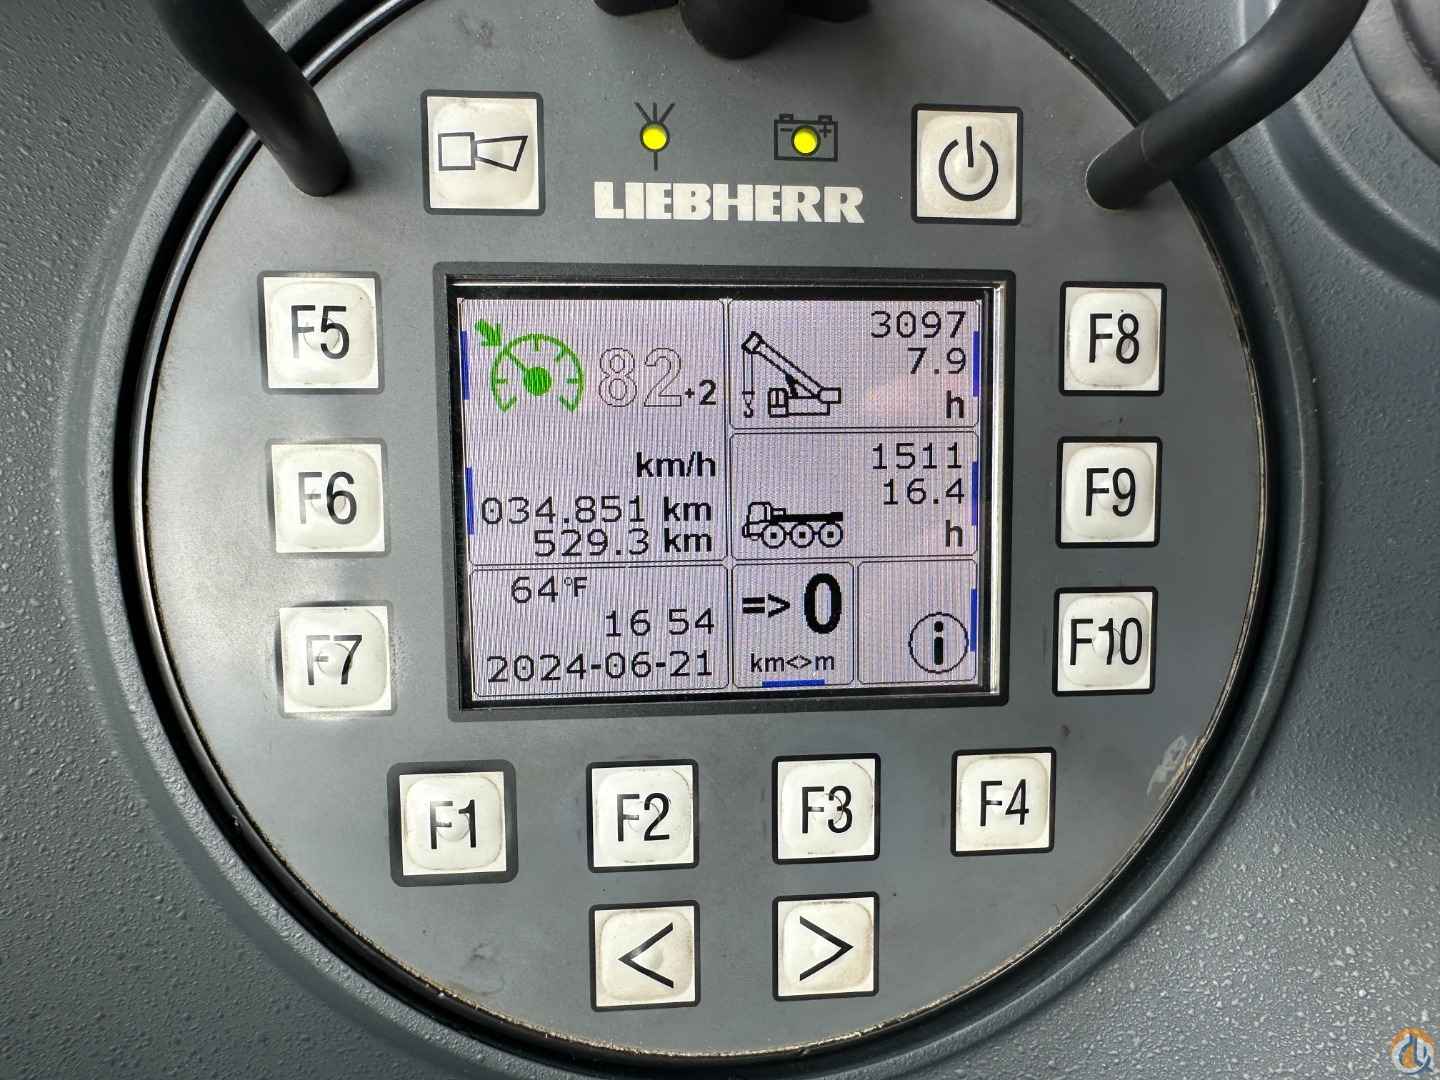 LIEBHERR
F5
F6
F7
82+2
km/h
034.851 km
529.3 km
64°F
16 54
2024-06-21
3097
7.9
h
1511
16.4
h
=> 0
km<>m
i
F8
F9
F10
F1 F2 F3 F4
< >